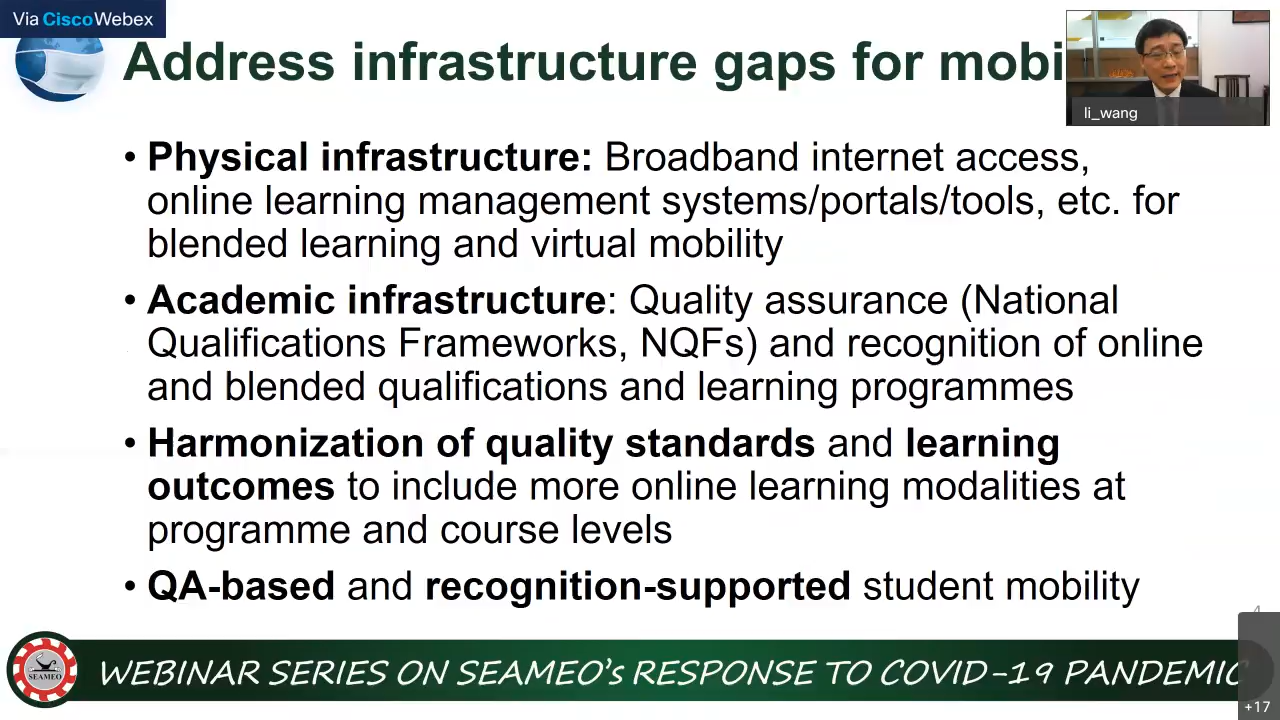 Via CiscoWebex
Address infrastructure gaps for mobi
li_wang
• Physical infrastructure: Broadband internet access,
online learning management systems/portals/tools, etc. for
blended learning and virtual mobility
• Academic infrastructure: Quality assurance (National
Qualifications Frameworks, NQFs) and recognition of online
and blended qualifications and learning programmes
• Harmonization of quality standards and learning
outcomes to include more online learning modalities at
programme and course levels
• QA-based and recognition-supported student mobility
4
SEAMEO
WEBINAR SERIES ON SEAMEO's RESPONSE TO COVID-19 PANDEMIC
+17